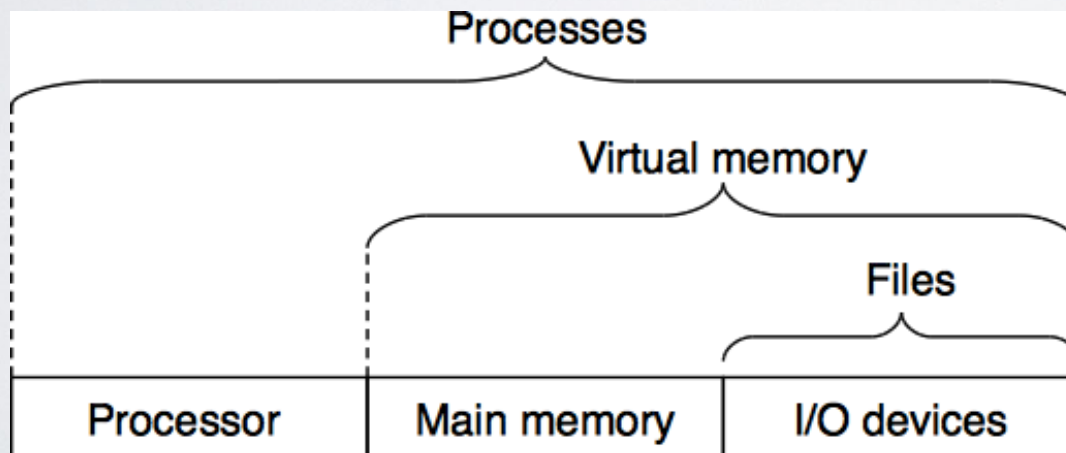 Processes
Virtual memory
Files
Processor
Main memory
I/O devices